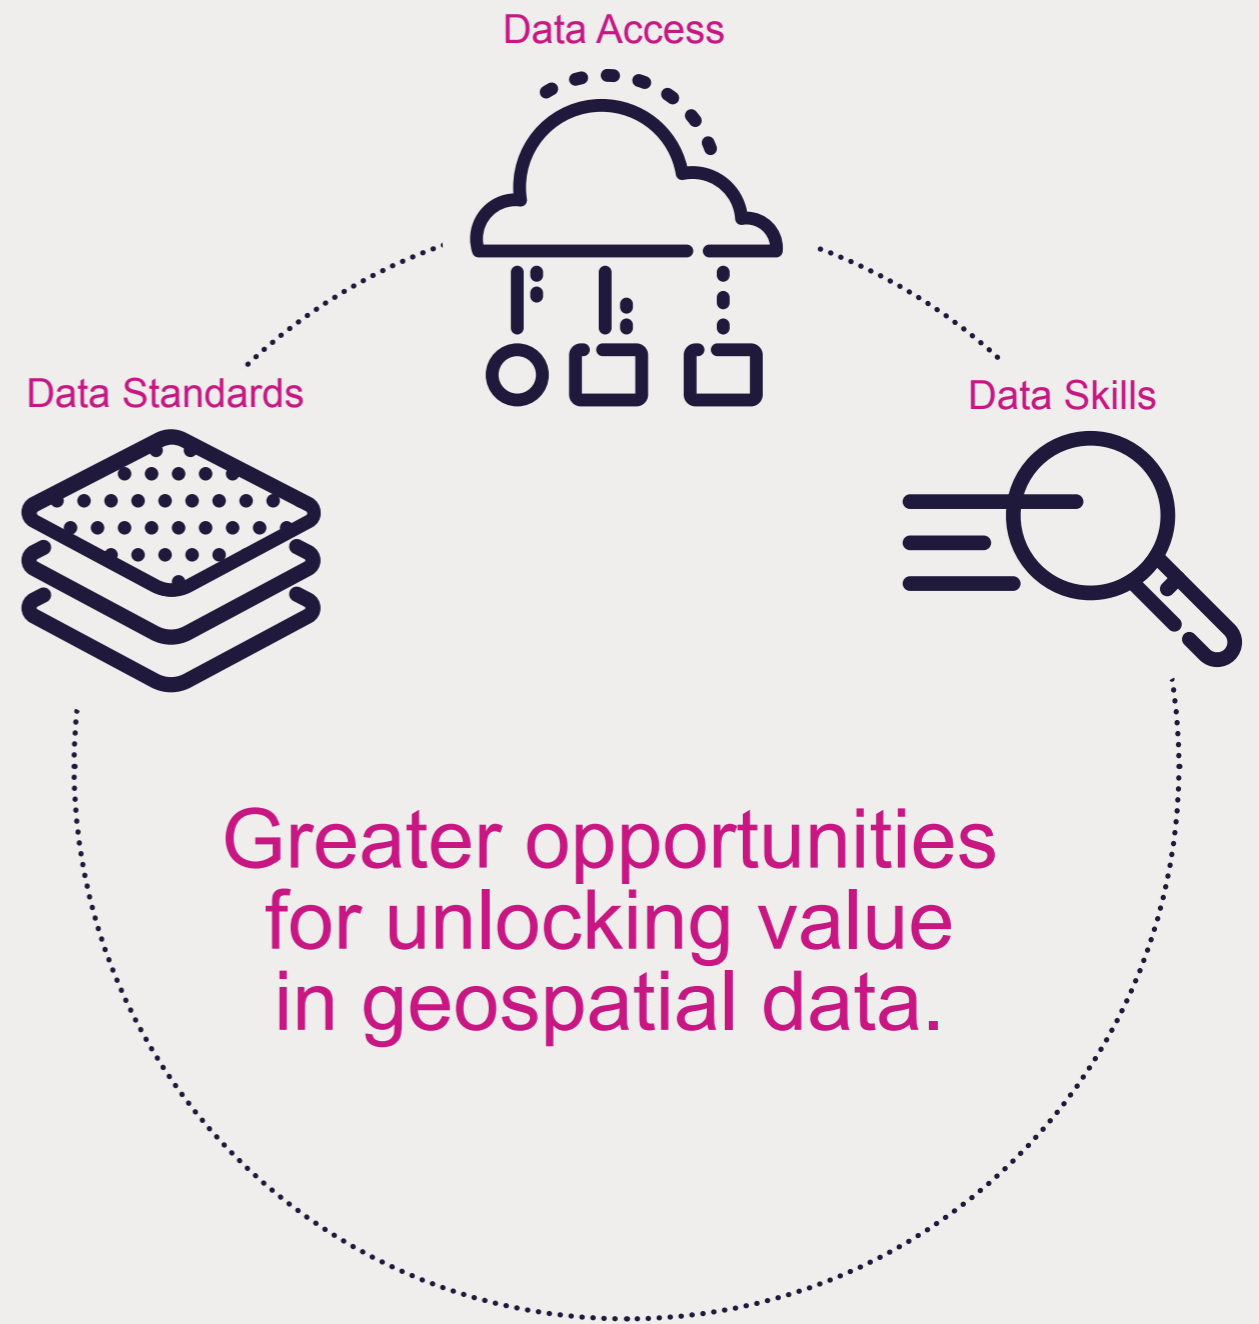 Data Access
Data Standards
Data Skills
Greater opportunities
for unlocking value
in geospatial data.